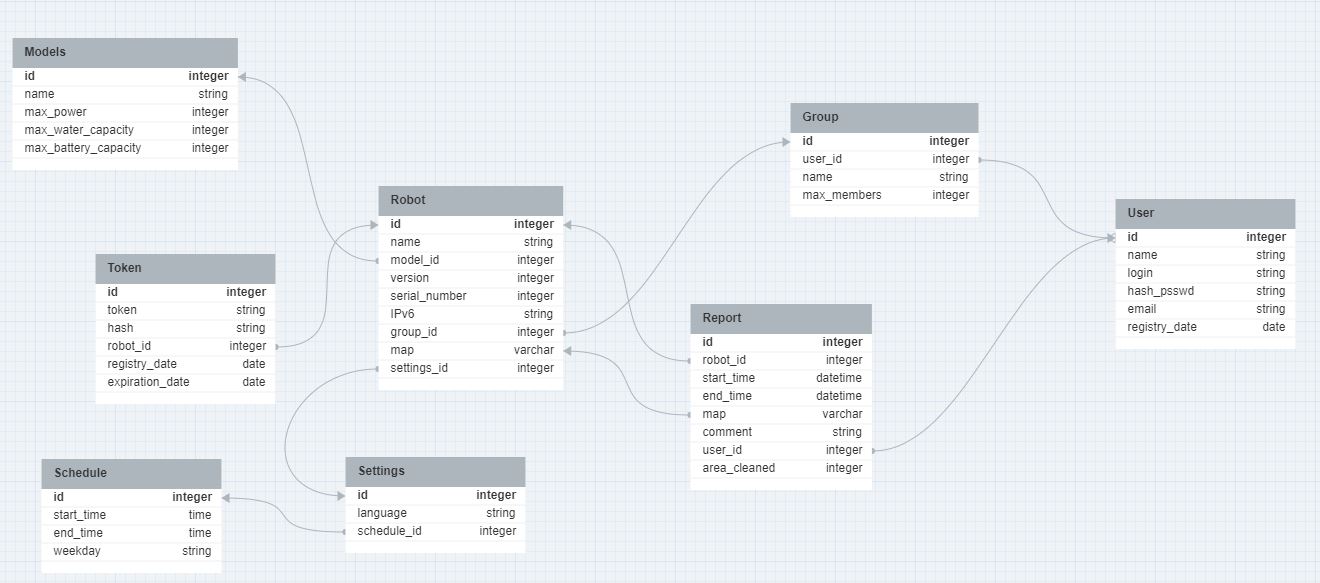 Models
id integer
name string
max_power integer
max_water_capacity integer
max_battery_capacity integer
Group
id integer
user_id integer
name string
max_members integer
Robot
id integer
name string
model_id integer
version integer
serial_number integer
IPv6 string
group_id integer
map varchar
settings_id integer
User
id integer
name string
login string
hash_psswd string
email string
registry_date date
Token
id integer
token string
hash string
robot_id integer
registry_date date
expiration_date date
Report
id integer
robot_id integer
start_time datetime
end_time datetime
map varchar
comment string
user_id integer
area_cleaned integer
Schedule
id integer
start_time time
end_time time
weekday string
Settings
id integer
language string
schedule_id integer